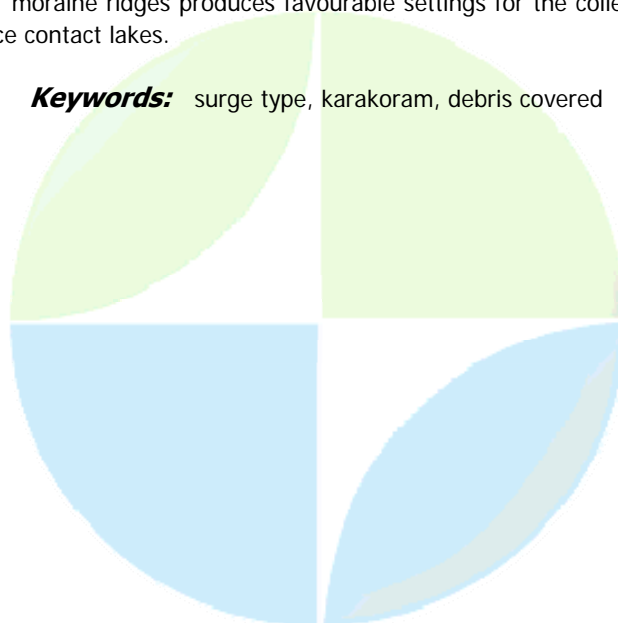 moraine ridges produces favourable settings for the colle
ce contact lakes.
Keywords: surge type, karakoram, debris covered